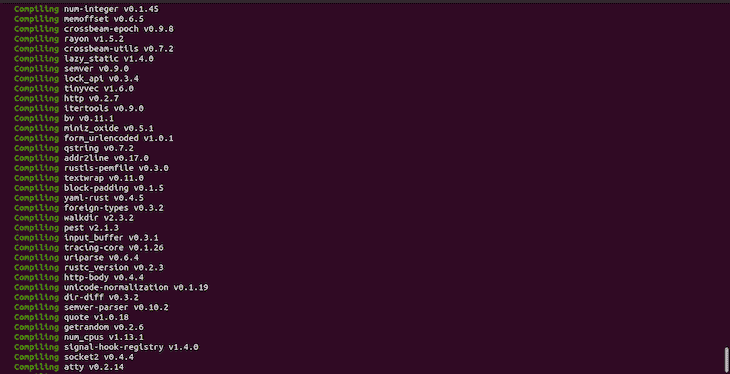 Compiling num-integer v0.1.45
Compiling memoffset v0.6.5
Compiling crossbeam-epoch v0.9.8
Compiling rayon v1.5.2
Compiling crossbeam-utils v0.7.2
Compiling lazy_static v1.4.0
Compiling semver v0.9.0
Compiling lock_api v0.3.4
Compiling tinyvec v1.6.0
Compiling http v0.2.7
Compiling itertools v0.9.0
Compiling bv v0.11.1
Compiling miniz_oxide v0.5.1
Compiling form_urlencoded v1.0.1
Compiling qstring v0.7.2
Compiling addr2line v0.17.0
Compiling rustls-pemfile v0.3.0
Compiling textwrap v0.11.0
Compiling block-padding v0.1.5
Compiling yaml-rust v0.4.5
Compiling foreign-types v0.3.2
Compiling walkdir v2.3.2
Compiling pest v2.1.3
Compiling input_buffer v0.3.1
Compiling tracing-core v0.1.26
Compiling uriparse v0.6.4
Compiling rustc_version v0.2.3
Compiling http-body v0.4.4
Compiling unicode-normalization v0.1.19
Compiling dir-diff v0.3.2
Compiling semver-parser v0.10.2
Compiling quote v1.0.18
Compiling getrandom v0.2.6
Compiling num_cpus v1.13.1
Compiling signal-hook-registry v1.4.0
Compiling socket2 v0.4.4
Compiling atty v0.2.14